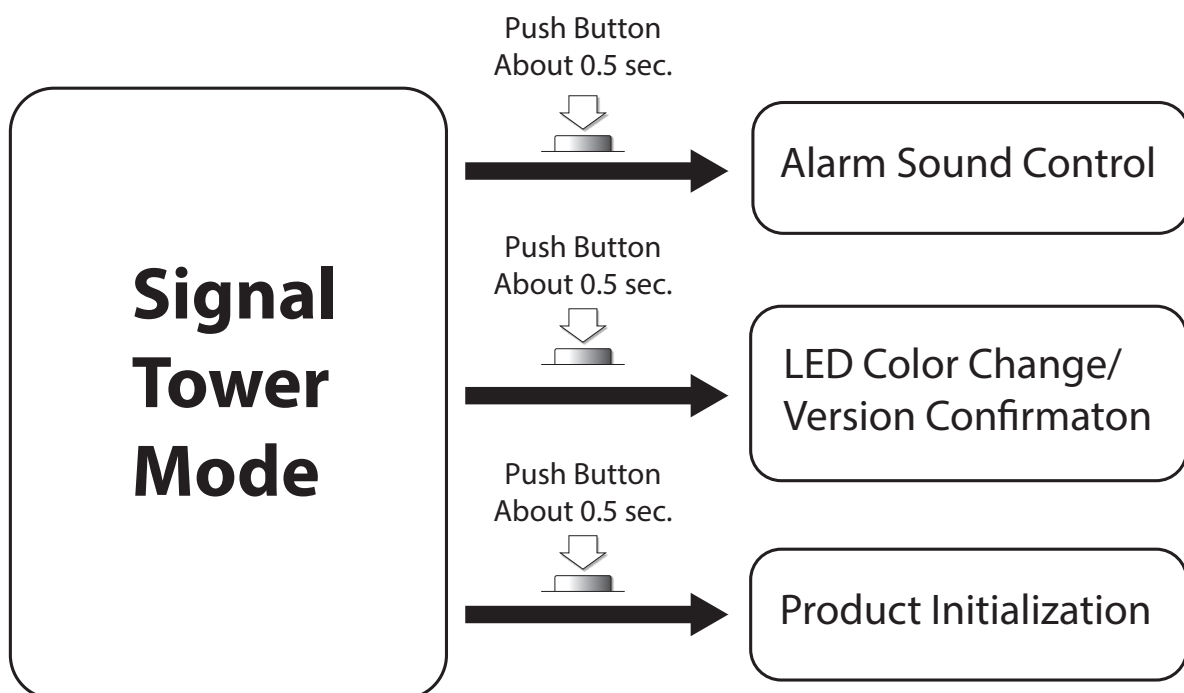 Push Button
About 0.5 sec.
Alarm Sound Control
Push Button
About 0.5 sec.
Signal
Tower
Mode
LED Color Change/
Version Confirmaton
Push Button
About 0.5 sec.
Product Initialization